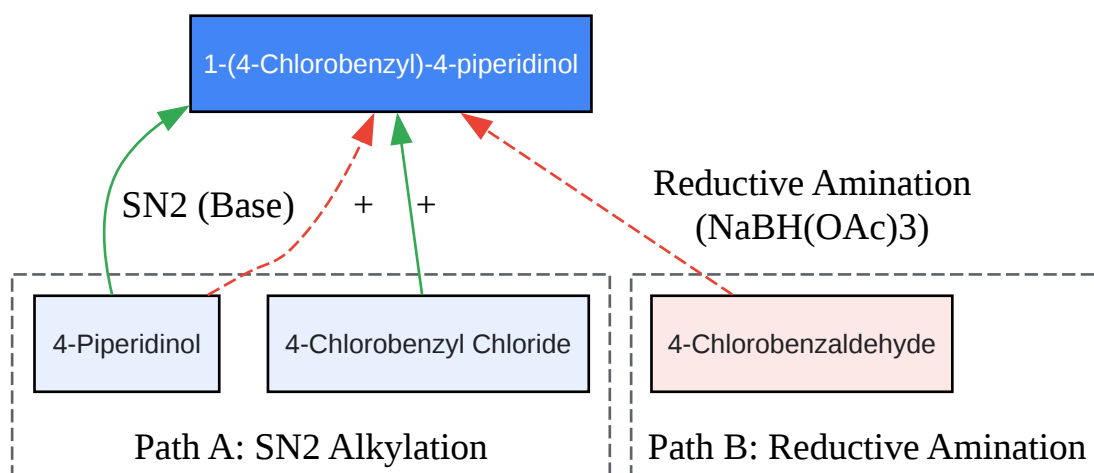 1-(4-Chlorobenzyl)-4-piperidinol
SN2 (Base)
+
+
Reductive Amination
(NaBH(OAc)3)
4-Piperidinol
4-Chlorobenzyl Chloride
4-Chlorobenzaldehyde
Path A: SN2 Alkylation
Path B: Reductive Amination